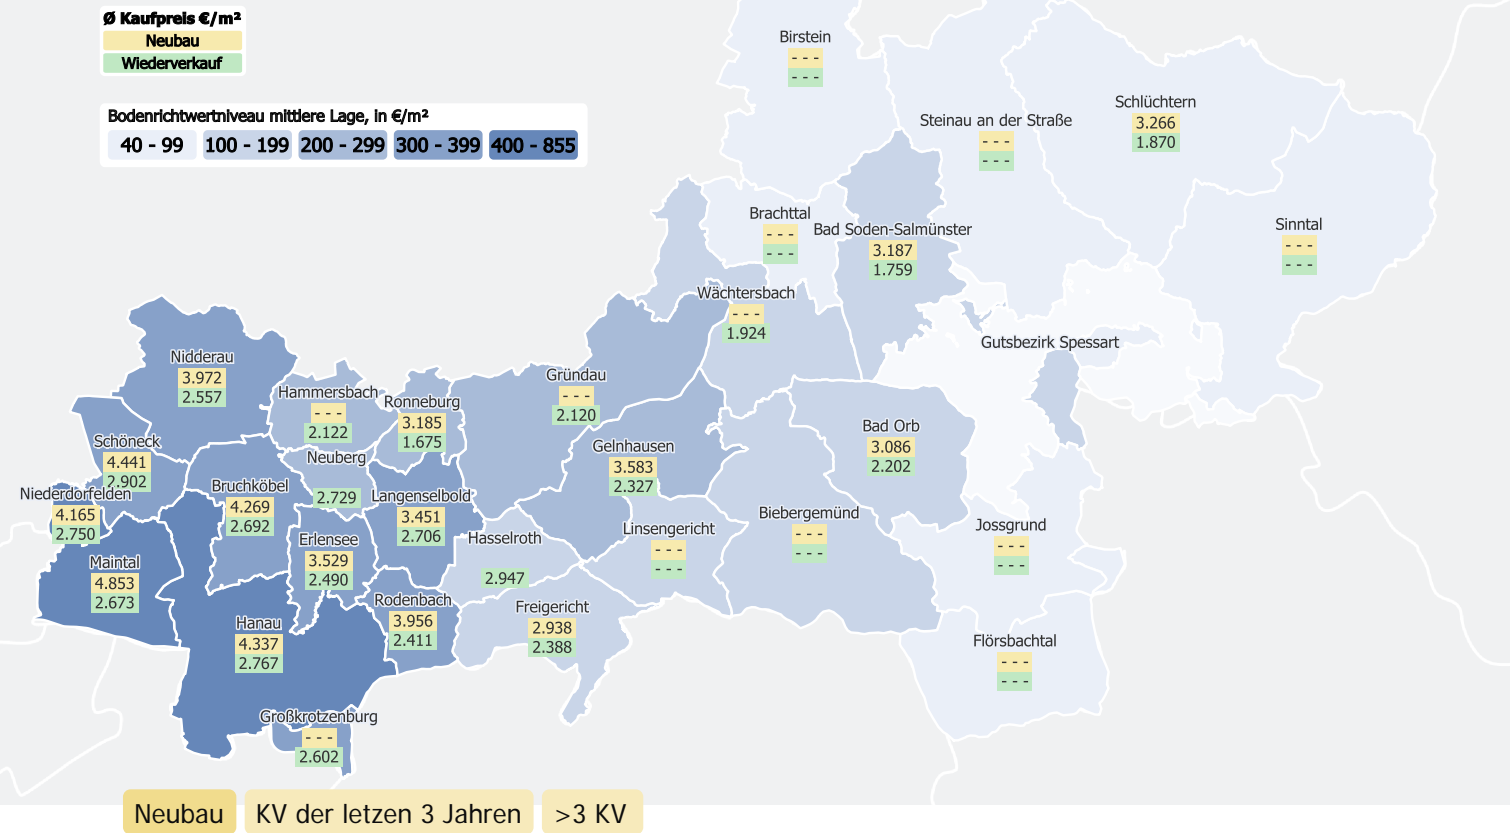 Ø Kaufpreis €/m²
Neubau
Wiederverkauf
Bodenrichtwertniveau mittlere Lage, in €/m²
40 - 99 100 - 199 200 - 299 300 - 399 400 - 855
Birstein
- - -
- - -
Steinau an der Straße
- - -
- - -
Schlüchtern
3.266
1.870
Brachttal
- - -
- - -
Bad Soden-Salmünster
3.187
1.759
Sinntal
- - -
- - -
Wächtersbach
- - -
1.924
Gutsbezirk Spessart
Nidderau
3.972
2.557
Hammersbach
- - -
2.122
Ronneburg
3.185
1.675
Gründau
- - -
2.120
Schöneck
4.441
2.902
Neuberg
2.729
Gelnhausen
3.583
2.327
Bad Orb
3.086
2.202
Niederdorfelden
4.165
2.750
Bruchköbel
4.269
2.692
Langenselbold
3.451
2.706
Erlensee
3.529
2.490
Hasselroth
2.947
Linsengericht
- - -
- - -
Biebergemünd
- - -
- - -
Jossgrund
- - -
- - -
Maintal
4.853
2.673
Hanau
4.337
2.767
Rodenbach
3.956
2.411
Freigericht
2.938
2.388
Flörsbachtal
- - -
- - -
Großkrotzenburg
- - -
2.602
Neubau KV der letzen 3 Jahren >3 KV